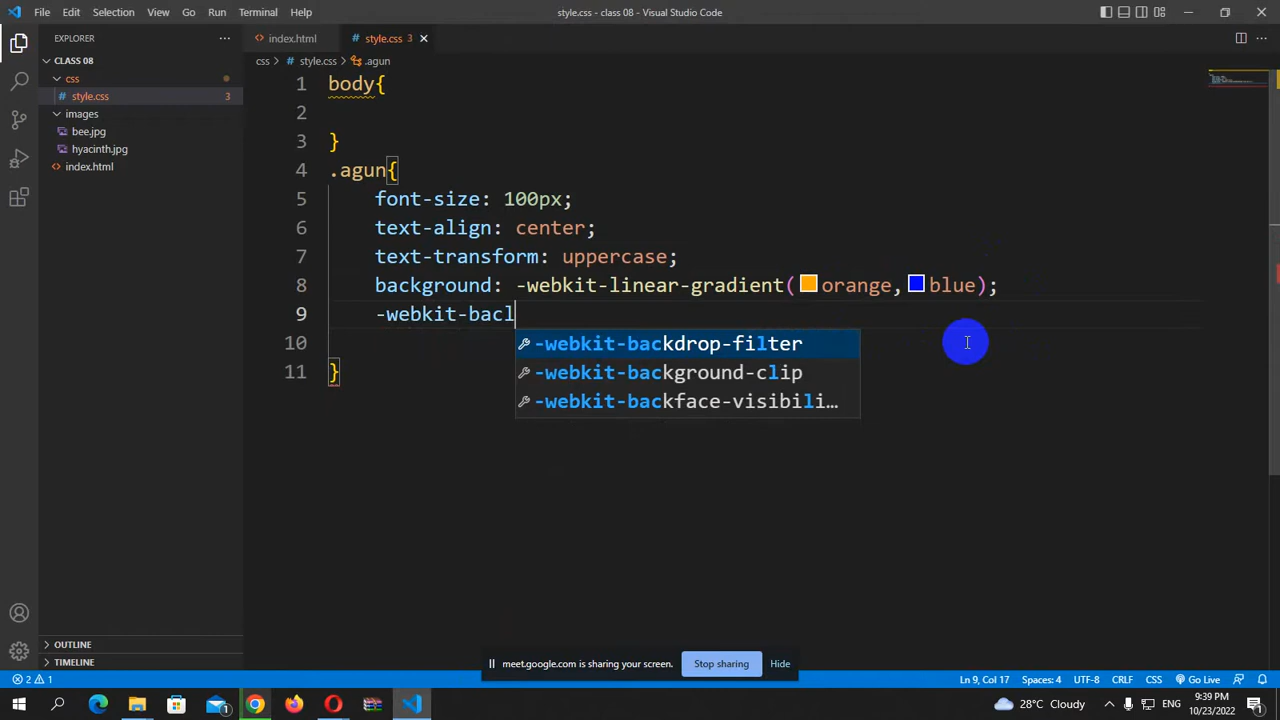 File Edit Selection View Go Run Terminal Help style.css - class 08 - Visual Studio Code
EXPLORER ... index.html style.css 3
CLASS 08 css > style.css > .agun
css
style.css 3
images
bee.jpg
hyacinth.jpg
index.html
1 body{
2
3 }
4 .agun{
5 font-size: 100px;
6 text-align: center;
7 text-transform: uppercase;
8 background: -webkit-linear-gradient(orange,blue);
9 -webkit-bacl
10 -webkit-backdrop-filter
-webkit-background-clip
11 }
-webkit-backface-visibili…
OUTLINE
TIMELINE
meet.google.com is sharing your screen. Stop sharing Hide
2 1 Ln 9, Col 17 Spaces: 4 UTF-8 CRLF CSS Go Live
1 28°C Cloudy 9:39 PM
10/23/2022 1